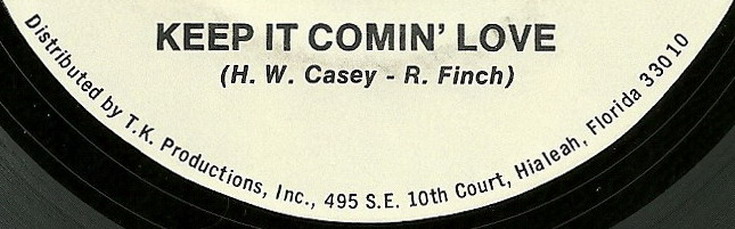 KEEP IT COMIN' LOVE
(H. W. Casey - R. Finch)
Distributed by T.K. Productions, Inc., 495 S.E. 10th Court, Hialeah, Florida 33010